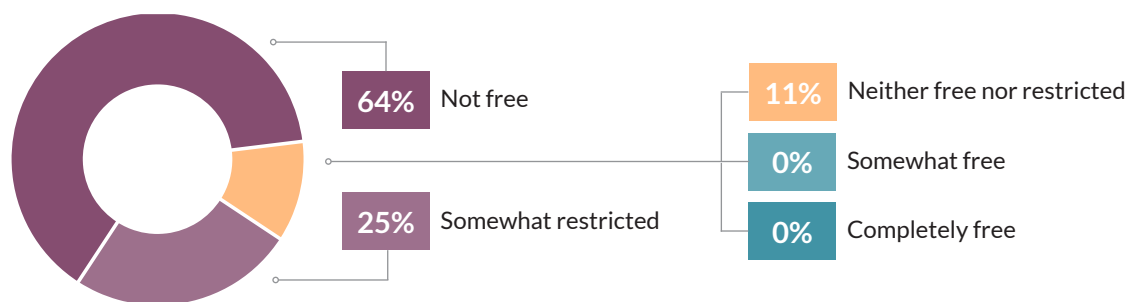 64% Not free
25% Somewhat restricted
11% Neither free nor restricted
0% Somewhat free
0% Completely free